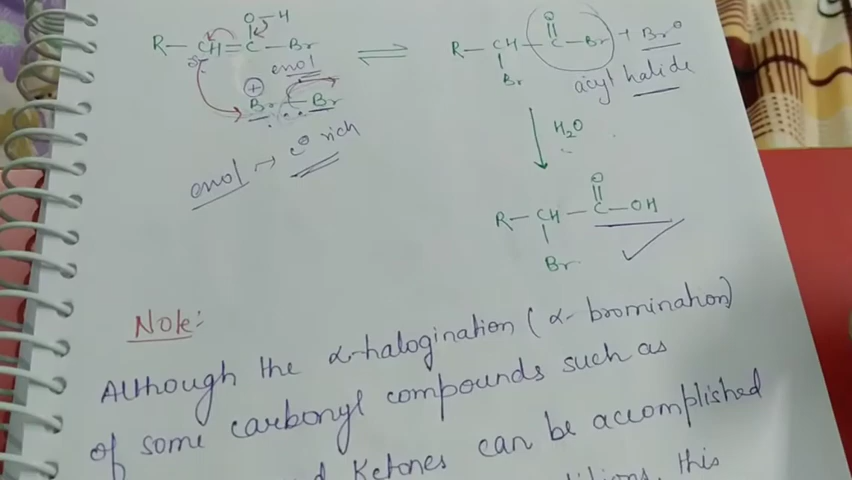 O-H O
R-CH=C-Br ⇌ R-CH-C-Br + Br⊖
enol Br acyl halide
⊕
Br-Br
enol → e⊖ rich H₂O
O
R-CH-C-OH
Br
Note:-
Although the α-halogination (α-bromination)
of some carbonyl compounds such as
Ketones can be accomplished
this